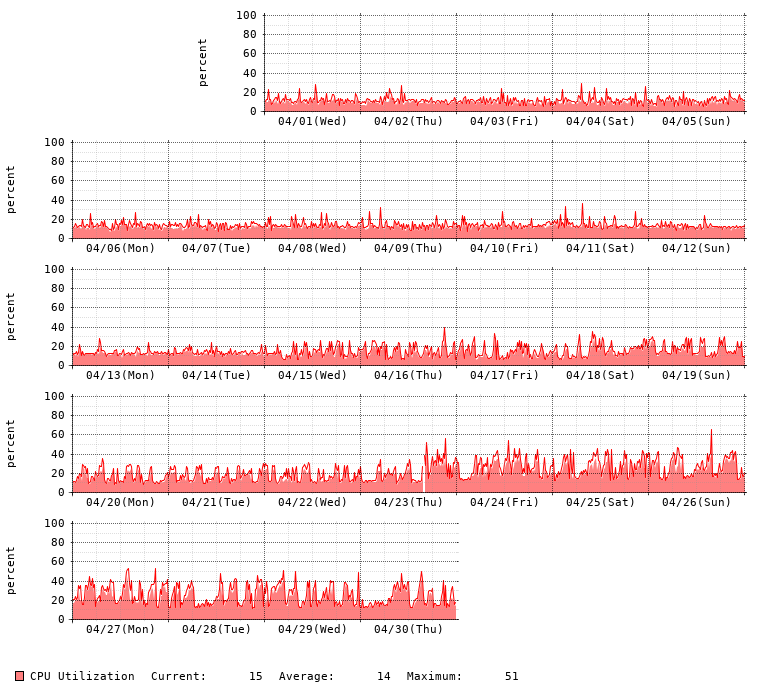 100
80
60
40
20
0
percent
04/01(Wed) 04/02(Thu) 04/03(Fri) 04/04(Sat) 04/05(Sun)
100
80
60
40
20
0
percent
04/06(Mon) 04/07(Tue) 04/08(Wed) 04/09(Thu) 04/10(Fri) 04/11(Sat) 04/12(Sun)
100
80
60
40
20
0
percent
04/13(Mon) 04/14(Tue) 04/15(Wed) 04/16(Thu) 04/17(Fri) 04/18(Sat) 04/19(Sun)
100
80
60
40
20
0
percent
04/20(Mon) 04/21(Tue) 04/22(Wed) 04/23(Thu) 04/24(Fri) 04/25(Sat) 04/26(Sun)
100
80
60
40
20
0
percent
04/27(Mon) 04/28(Tue) 04/29(Wed) 04/30(Thu)
CPU Utilization Current: 15 Average: 14 Maximum: 51